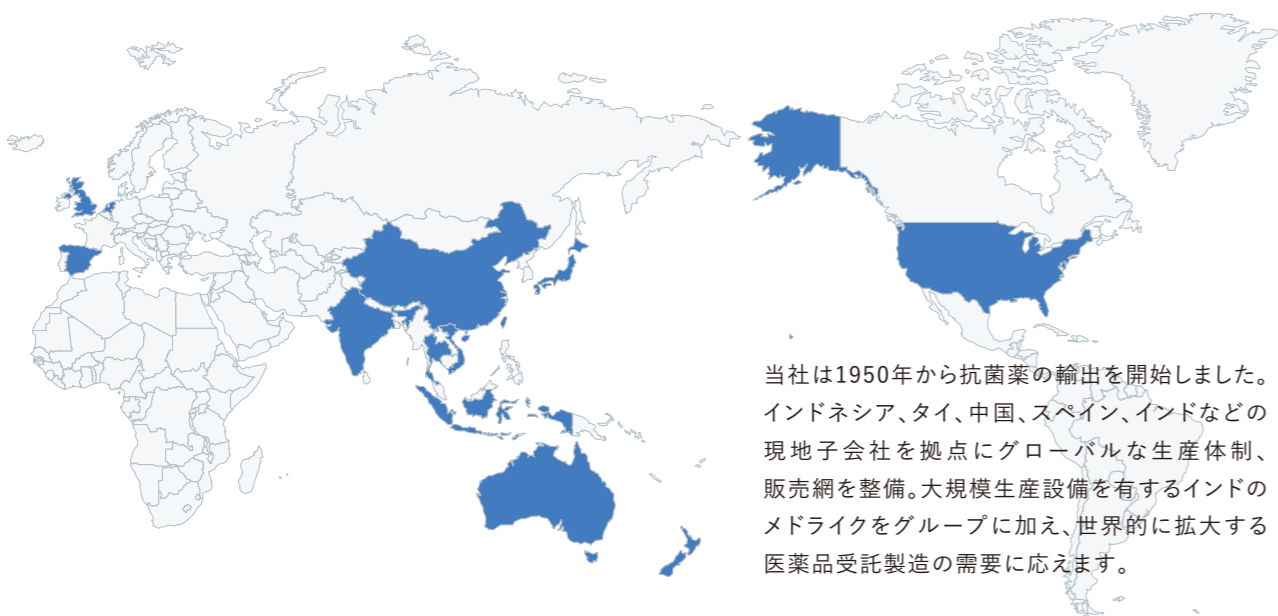 当社は1950年から抗菌薬の輸出を開始しました。
インドネシア、タイ、中国、スペイン、インドなどの
現地子会社を拠点にグローバルな生産体制、
販売網を整備。大規模生産設備を有するインドの
メドライクをグループに加え、世界的に拡大する
医薬品受託製造の需要に応えます。